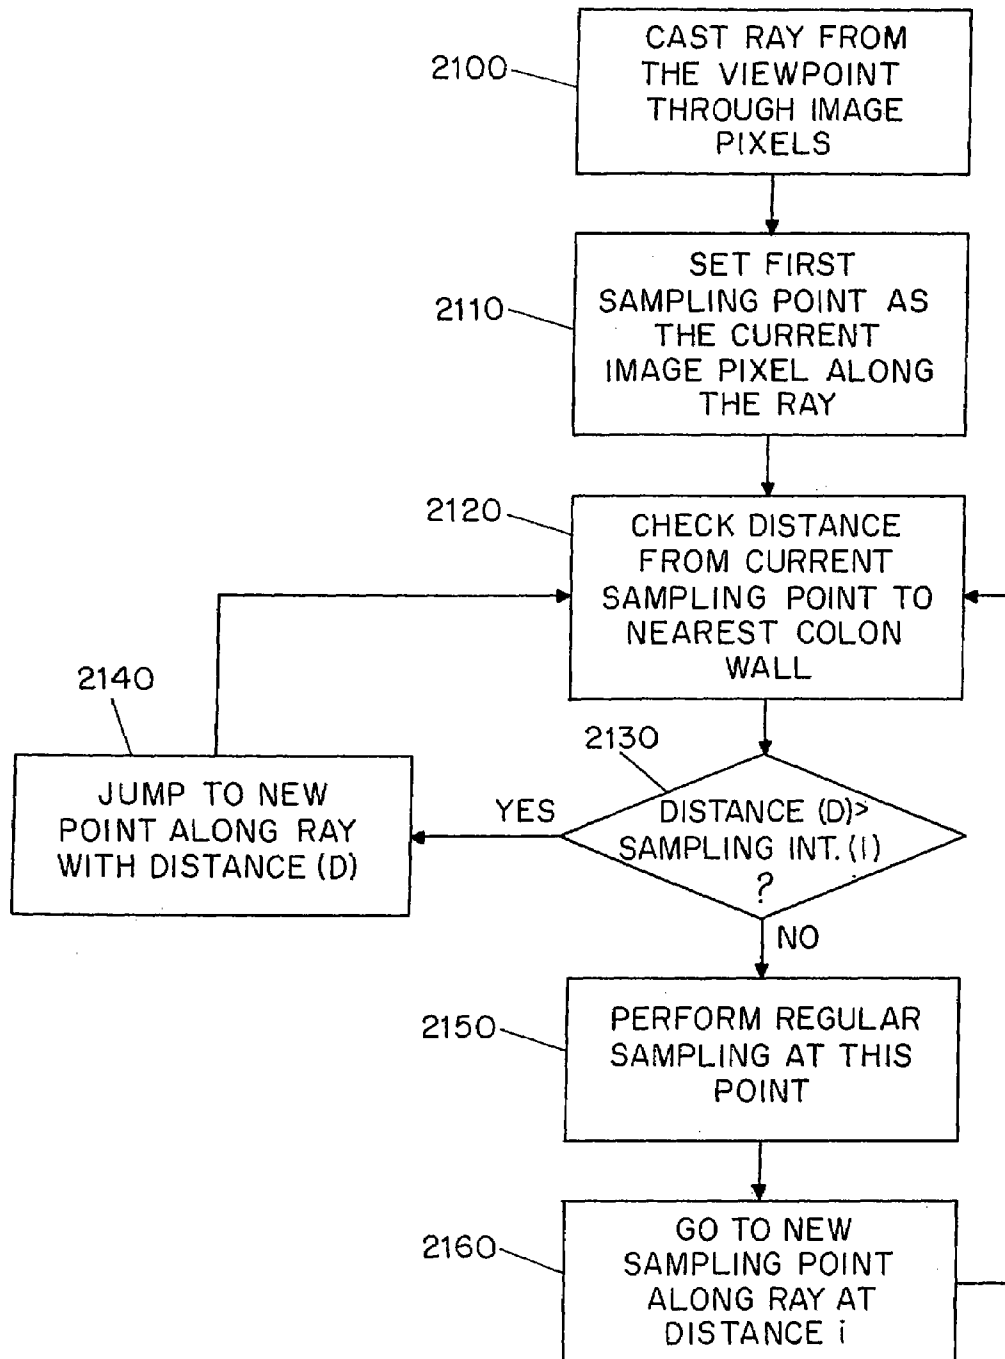 2100
CAST RAY FROM
THE VIEWPOINT
THROUGH IMAGE
PIXELS
2110
SET FIRST
SAMPLING POINT AS
THE CURRENT
IMAGE PIXEL ALONG
THE RAY
2120
CHECK DISTANCE
FROM CURRENT
SAMPLING POINT TO
NEAREST COLON
WALL
2130
DISTANCE (D)>
SAMPLING INT. (I)
?
YES
NO
2140
JUMP TO NEW
POINT ALONG RAY
WITH DISTANCE (D)
2150
PERFORM REGULAR
SAMPLING AT THIS
POINT
2160
GO TO NEW
SAMPLING POINT
ALONG RAY AT
DISTANCE i